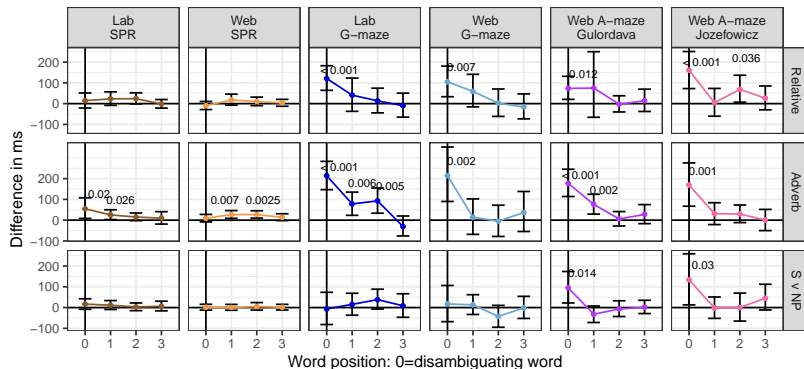 Lab SPR
Web SPR
Lab G-maze
Web G-maze
Web A-maze Gulordava
Web A-maze Jozefowicz
Difference in ms
200
100
0
−100
<0.001
0.007
0.012
<0.001
0.036
Relative
200
100
0
−100
0.02
0.026
0.007
0.0025
<0.001
0.006
0.005
0.002
<0.001
0.002
0.001
Adverb
200
100
0
−100
0.014
0.03
S v NP
0 1 2 3
0 1 2 3
0 1 2 3
0 1 2 3
0 1 2 3
0 1 2 3
Word position: 0=disambiguating word